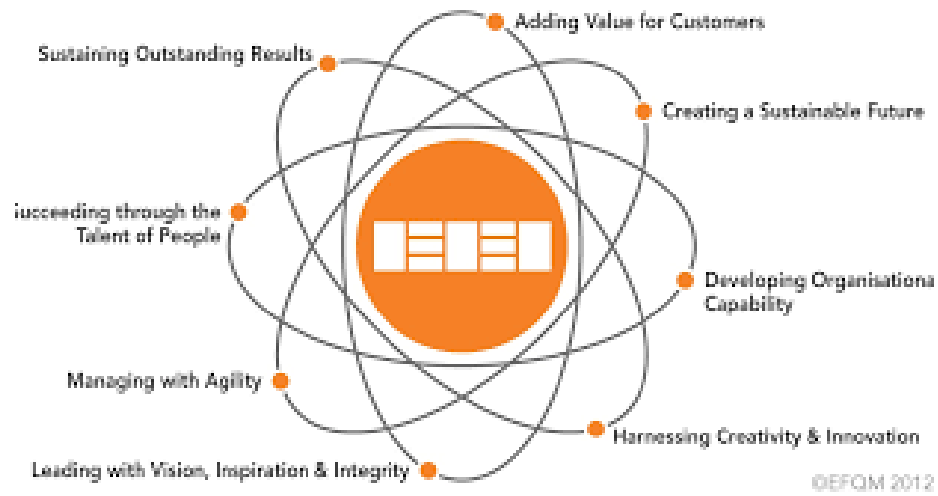 Adding Value for Customers
Sustaining Outstanding Results
Creating a Sustainable Future
ucceeding through the
Talent of People
Developing Organisationa
Capability
Managing with Agility
Harnessing Creativity & Innovation
Leading with Vision, Inspiration & Integrity
©EFQM 2012